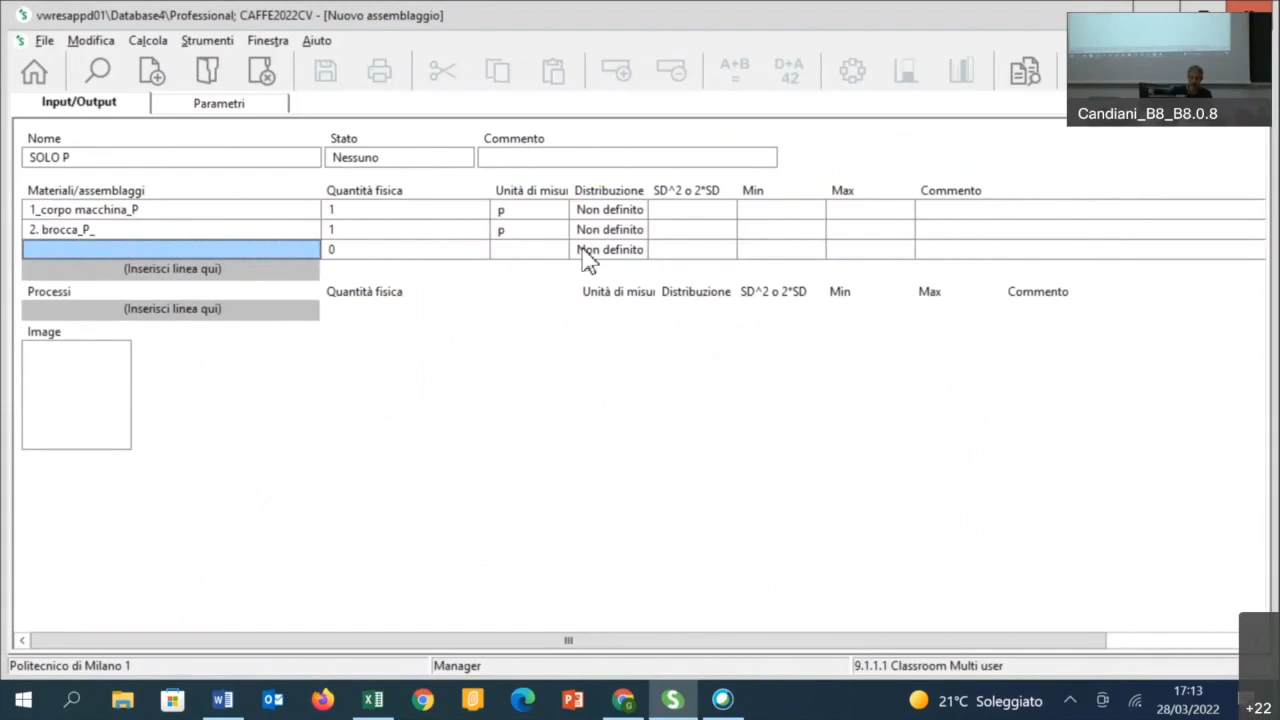 vwresappd01\Database4\Professional; CAFFE2022CV - [Nuovo assemblaggio]
File Modifica Calcola Strumenti Finestra Aiuto
A+B = D+A 42
Candiani_B8_B8.0.8
Input/Output Parametri
Nome Stato Commento
SOLO P Nessuno
Materiali/assemblaggi Quantità fisica Unità di misur Distribuzione SD^2 o 2*SD Min Max Commento
1_corpo macchina_P 1 p Non definito
2. brocca_P_ 1 p Non definito
0 Non definito
(Inserisci linea qui)
Processi Quantità fisica Unità di misur Distribuzione SD^2 o 2*SD Min Max Commento
(Inserisci linea qui)
Image
Politecnico di Milano 1 Manager 9.1.1.1 Classroom Multi user
21°C Soleggiato 17:13
28/03/2022 +22